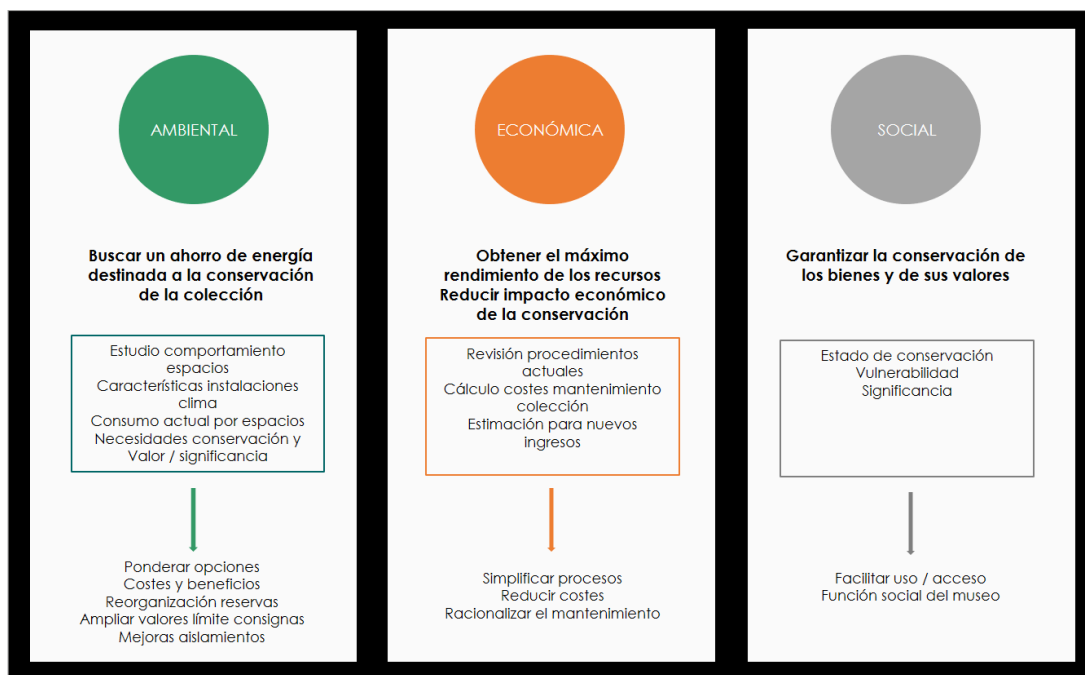 AMBIENTAL
Buscar un ahorro de energía
destinada a la conservación
de la colección
Estudio comportamiento
espacios
Características instalaciones
clima
Consumo actual por espacios
Necesidades conservación y
Valor / significancia
Ponderar opciones
Costes y beneficios
Reorganización reservas
Ampliar valores límite consignas
Mejoras aislamientos
ECONÓMICA
Obtener el máximo
rendimiento de los recursos
Reducir impacto económico
de la conservación
Revisión procedimientos
actuales
Cálculo costes mantenimiento
colección
Estimación para nuevos
ingresos
Simplificar procesos
Reducir costes
Racionalizar el mantenimiento
SOCIAL
Garantizar la conservación de
los bienes y de sus valores
Estado de conservación
Vulnerabilidad
Significancia
Facilitar uso / acceso
Función social del museo